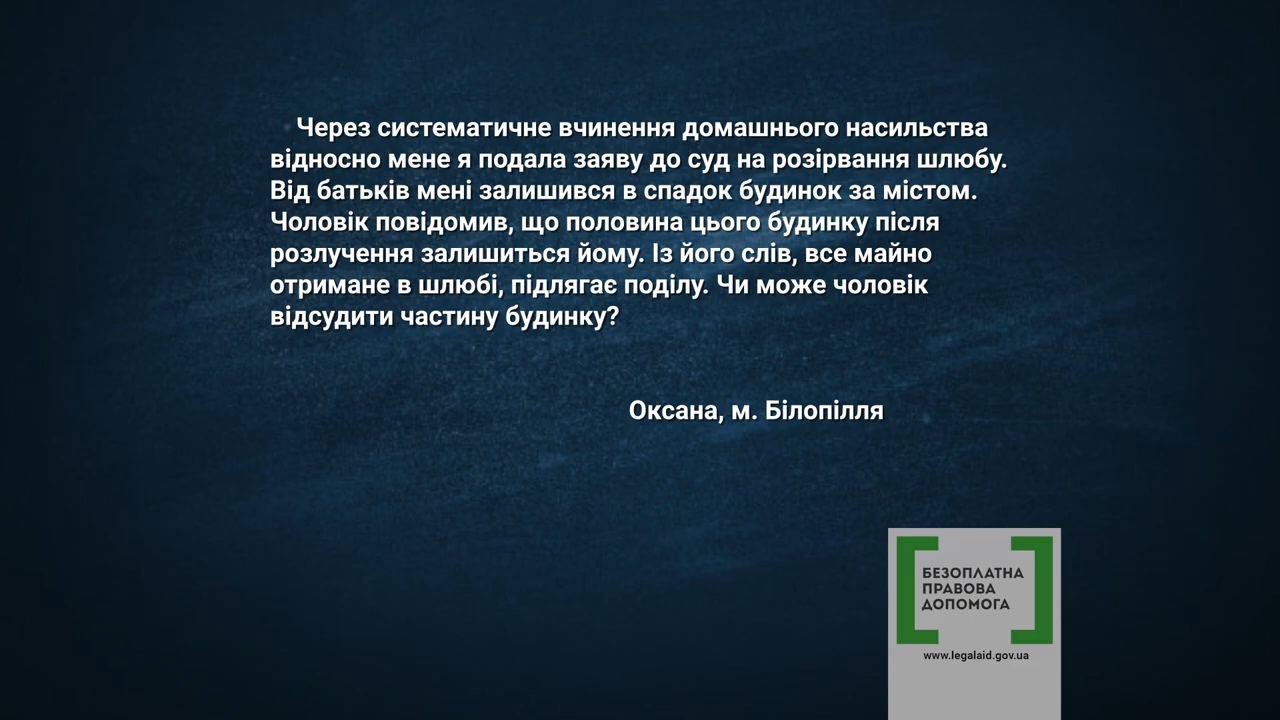 Через систематичне вчинення домашнього насильства
відносно мене я подала заяву до суд на розірвання шлюбу.
Від батьків мені залишився в спадок будинок за містом.
Чоловік повідомив, що половина цього будинку після
розлучення залишиться йому. Із його слів, все майно
отримане в шлюбі, підлягає поділу. Чи може чоловік
відсудити частину будинку?
Оксана, м. Білопілля
БЕЗОПЛАТНА
ПРАВОВА
ДОПОМОГА
www.legalaid.gov.ua